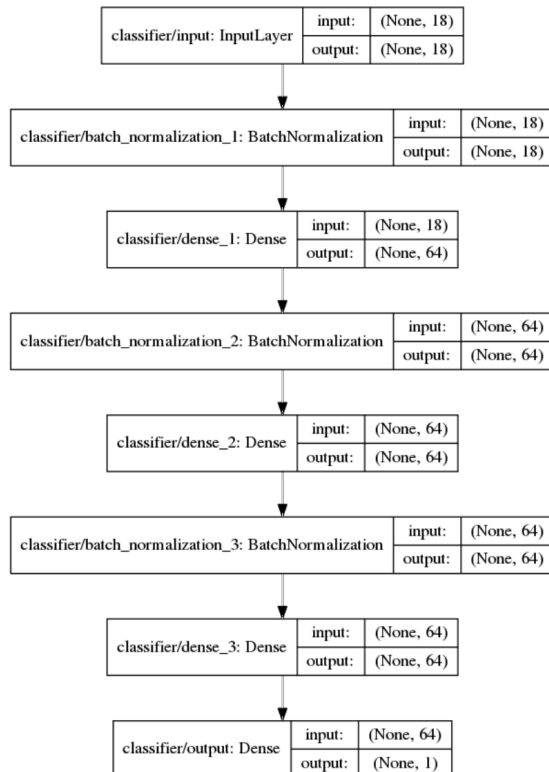 classifier/input: InputLayer
input: (None, 18)
output: (None, 18)
classifier/batch_normalization_1: BatchNormalization
input: (None, 18)
output: (None, 18)
classifier/dense_1: Dense
input: (None, 18)
output: (None, 64)
classifier/batch_normalization_2: BatchNormalization
input: (None, 64)
output: (None, 64)
classifier/dense_2: Dense
input: (None, 64)
output: (None, 64)
classifier/batch_normalization_3: BatchNormalization
input: (None, 64)
output: (None, 64)
classifier/dense_3: Dense
input: (None, 64)
output: (None, 64)
classifier/output: Dense
input: (None, 64)
output: (None, 1)